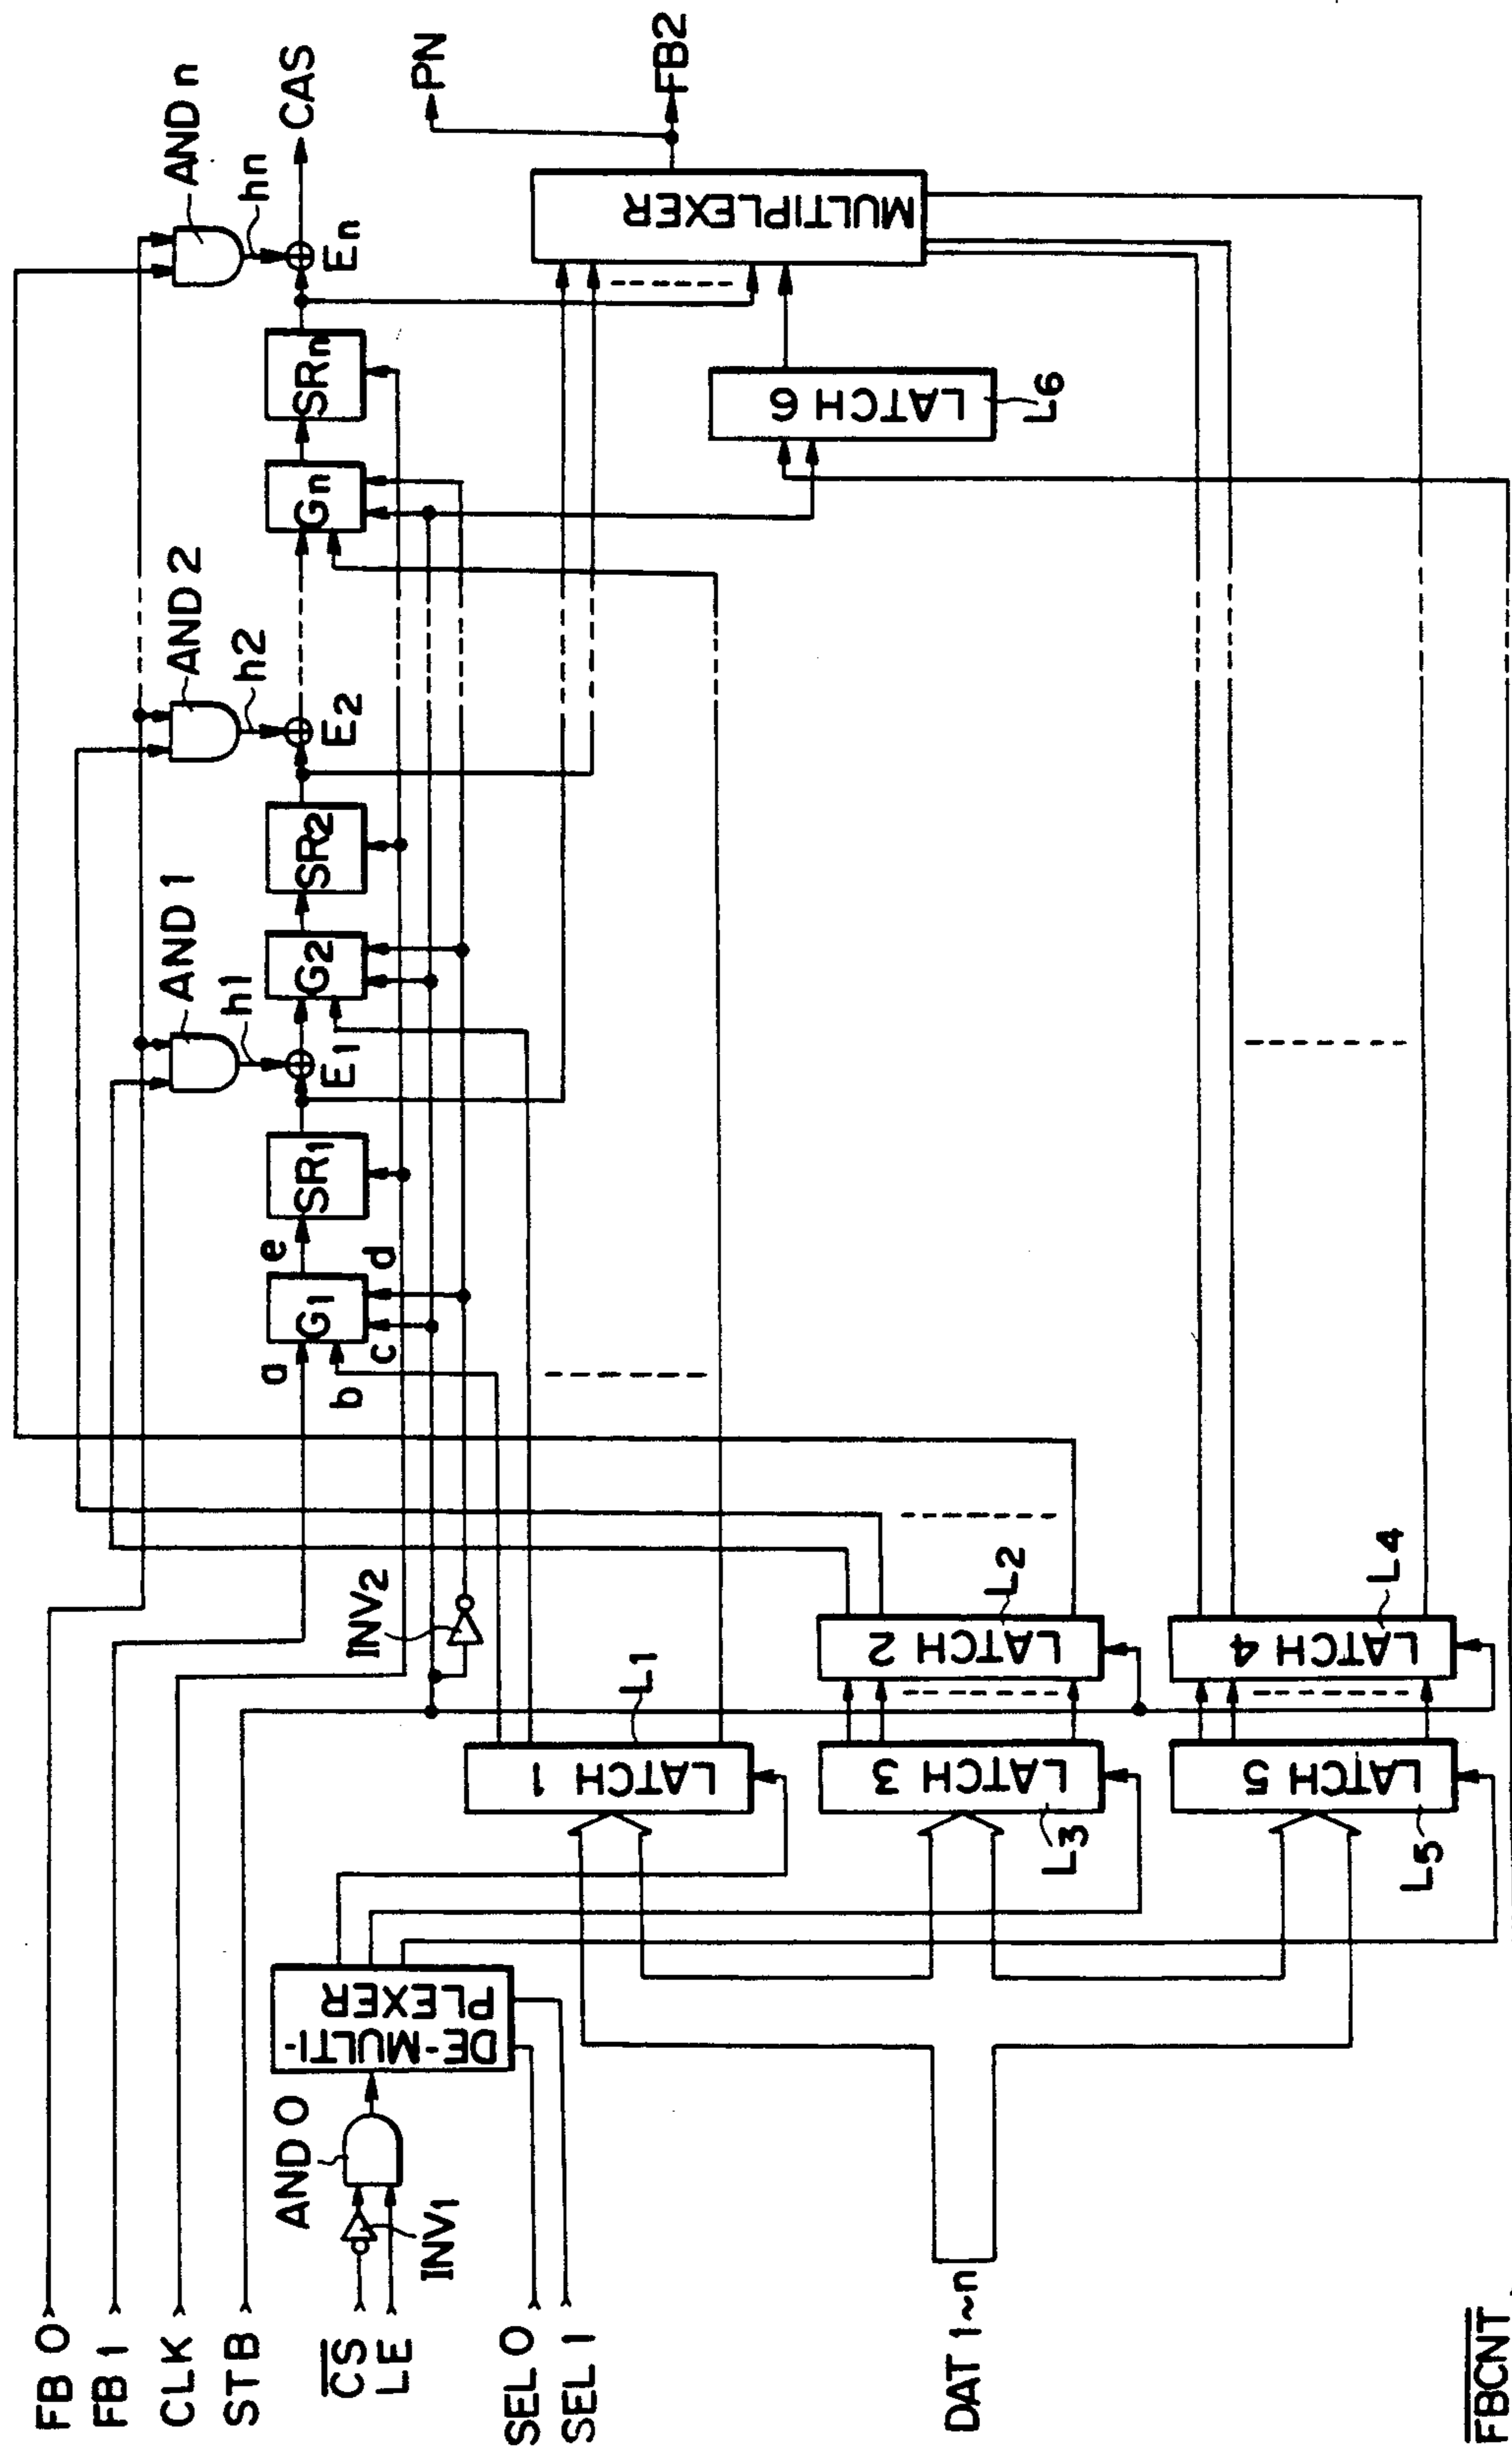 FB 0
FB 1
CLK
STB
CS
LE
SEL 0
SEL 1
DAT 1~n
FBCNT
INV1
AND 0
DE-MULTI-
PLEXER
LATCH 1
L1
LATCH 3
L3
LATCH 5
L5
INV2
LATCH 2
L2
LATCH 4
L4
a
b
c
d
e
G1
SR1
E1
h1
AND 1
G2
SR2
E2
h2
AND 2
Gn
SRn
En
hn
AND n
LATCH 6
L6
MULTIPLEXER
CAS
PN
FB2